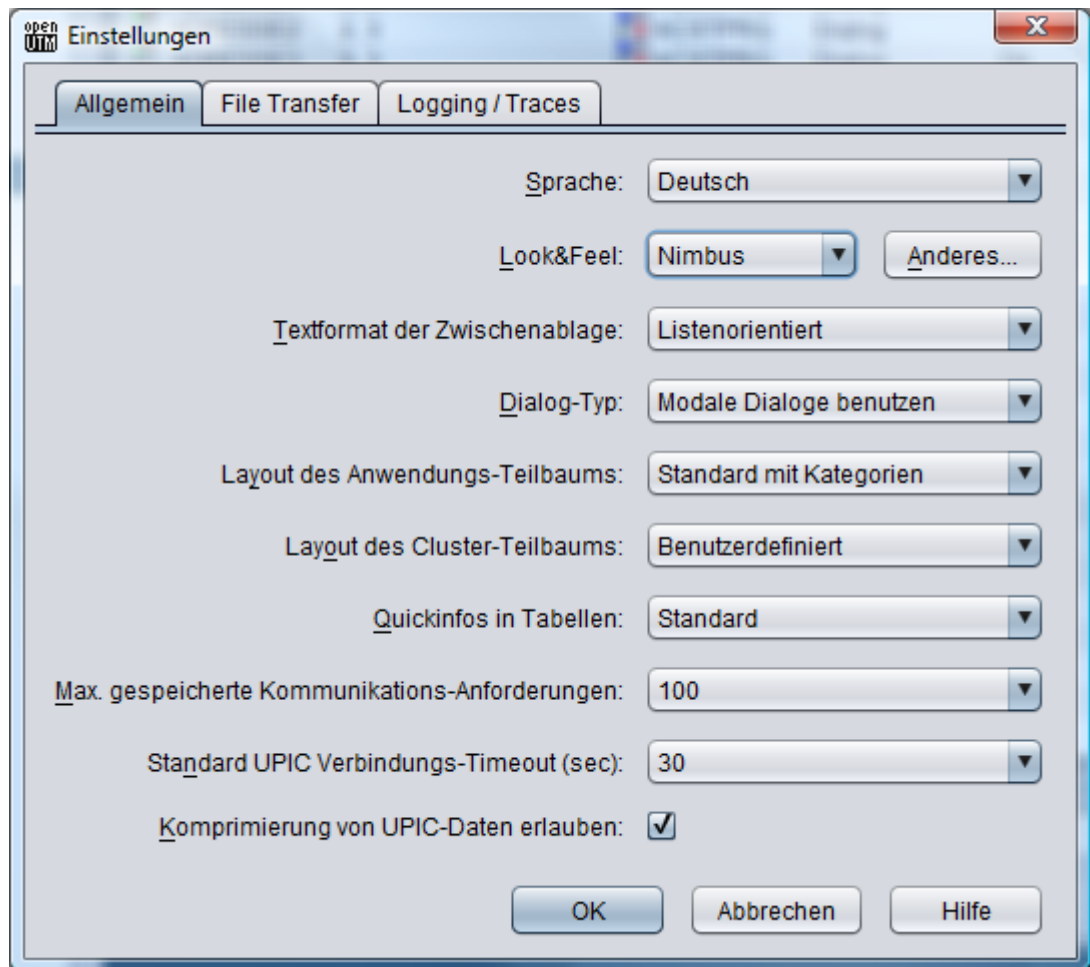 open UTM Einstellungen
Allgemein File Transfer Logging / Traces
Sprache: Deutsch
Look&Feel: Nimbus Anderes...
Textformat der Zwischenablage: Listenorientiert
Dialog-Typ: Modale Dialoge benutzen
Layout des Anwendungs-Teilbaums: Standard mit Kategorien
Layout des Cluster-Teilbaums: Benutzerdefiniert
Quickinfos in Tabellen: Standard
Max. gespeicherte Kommunikations-Anforderungen: 100
Standard UPIC Verbindungs-Timeout (sec): 30
Komprimierung von UPIC-Daten erlauben:
OK Abbrechen Hilfe